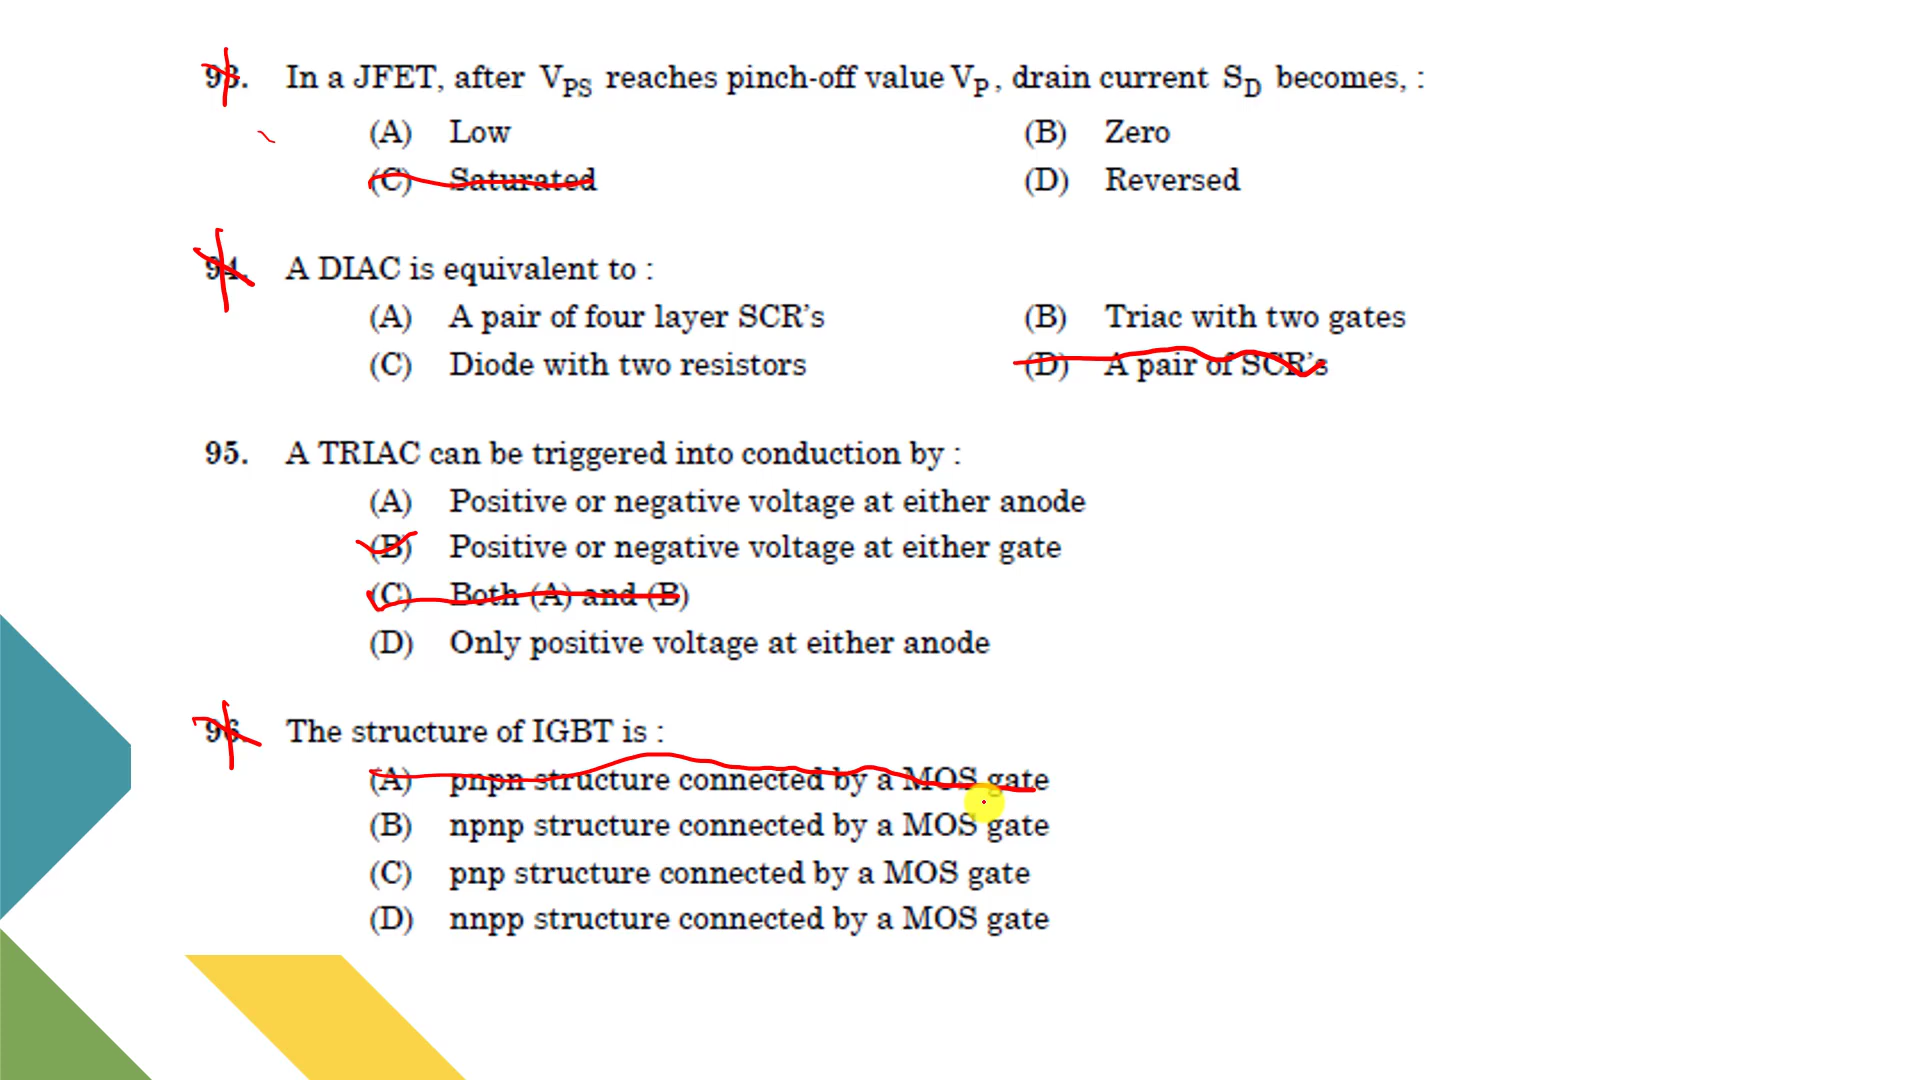 93. In a JFET, after VPS reaches pinch-off value VP, drain current SD becomes, :
(A) Low (B) Zero
(C) Saturated (D) Reversed
94. A DIAC is equivalent to :
(A) A pair of four layer SCR's (B) Triac with two gates
(C) Diode with two resistors (D) A pair of SCR's
95. A TRIAC can be triggered into conduction by :
(A) Positive or negative voltage at either anode
(B) Positive or negative voltage at either gate
(C) Both (A) and (B)
(D) Only positive voltage at either anode
96. The structure of IGBT is :
(A) pnpn structure connected by a MOS gate
(B) npnp structure connected by a MOS gate
(C) pnp structure connected by a MOS gate
(D) nnpp structure connected by a MOS gate